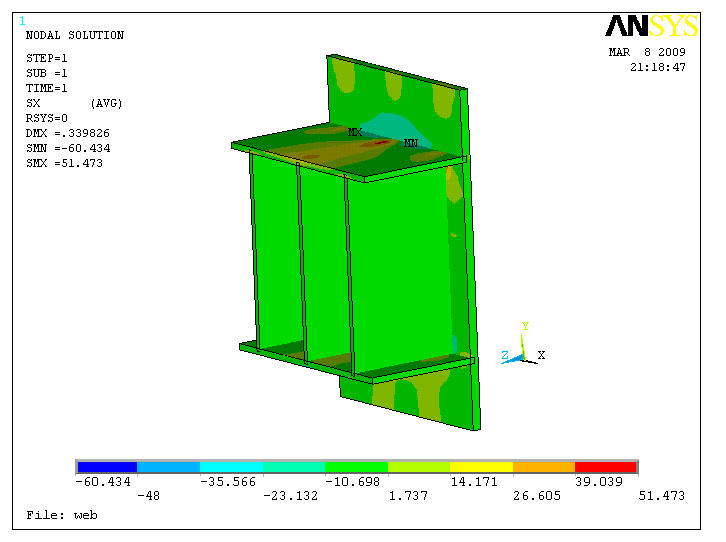 1
NODAL SOLUTION
STEP=1
SUB =1
TIME=1
SX (AVG)
RSYS=0
DMX =.339826
SMN =-60.434
SMX =51.473
ANSYS
MAR 8 2009
21:18:47
MX
MN
Y
Z X
-60.434 -35.566 -10.698 14.171 39.039
-48 -23.132 1.737 26.605 51.473
File: web